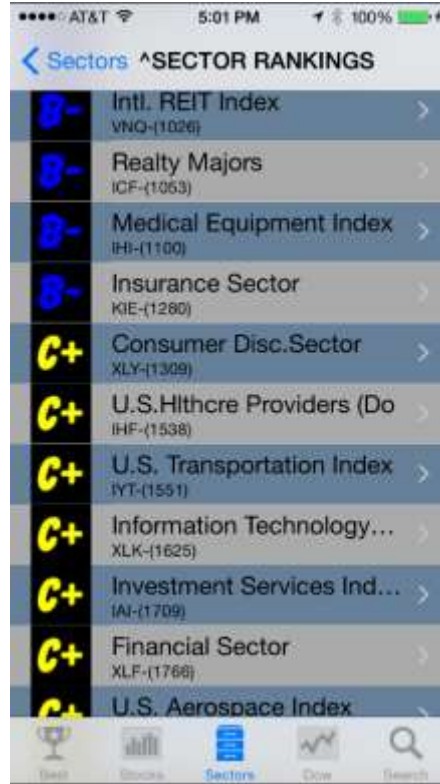 AT&T 5:01 PM 100%
Sectors ^SECTOR RANKINGS
B- Intl. REIT Index
VNQ-(1026)
B- Realty Majors
ICF-(1053)
B- Medical Equipment Index
IHI-(1100)
B- Insurance Sector
KIE-(1280)
C+ Consumer Disc.Sector
XLY-(1309)
C+ U.S.Hlthcre Providers (Do
IHF-(1538)
C+ U.S. Transportation Index
IYT-(1551)
C+ Information Technology...
XLK-(1625)
C+ Investment Services Ind...
IAI-(1709)
C+ Financial Sector
XLF-(1766)
C+ U.S. Aerospace Index
Best Stocks Sectors Dow Search